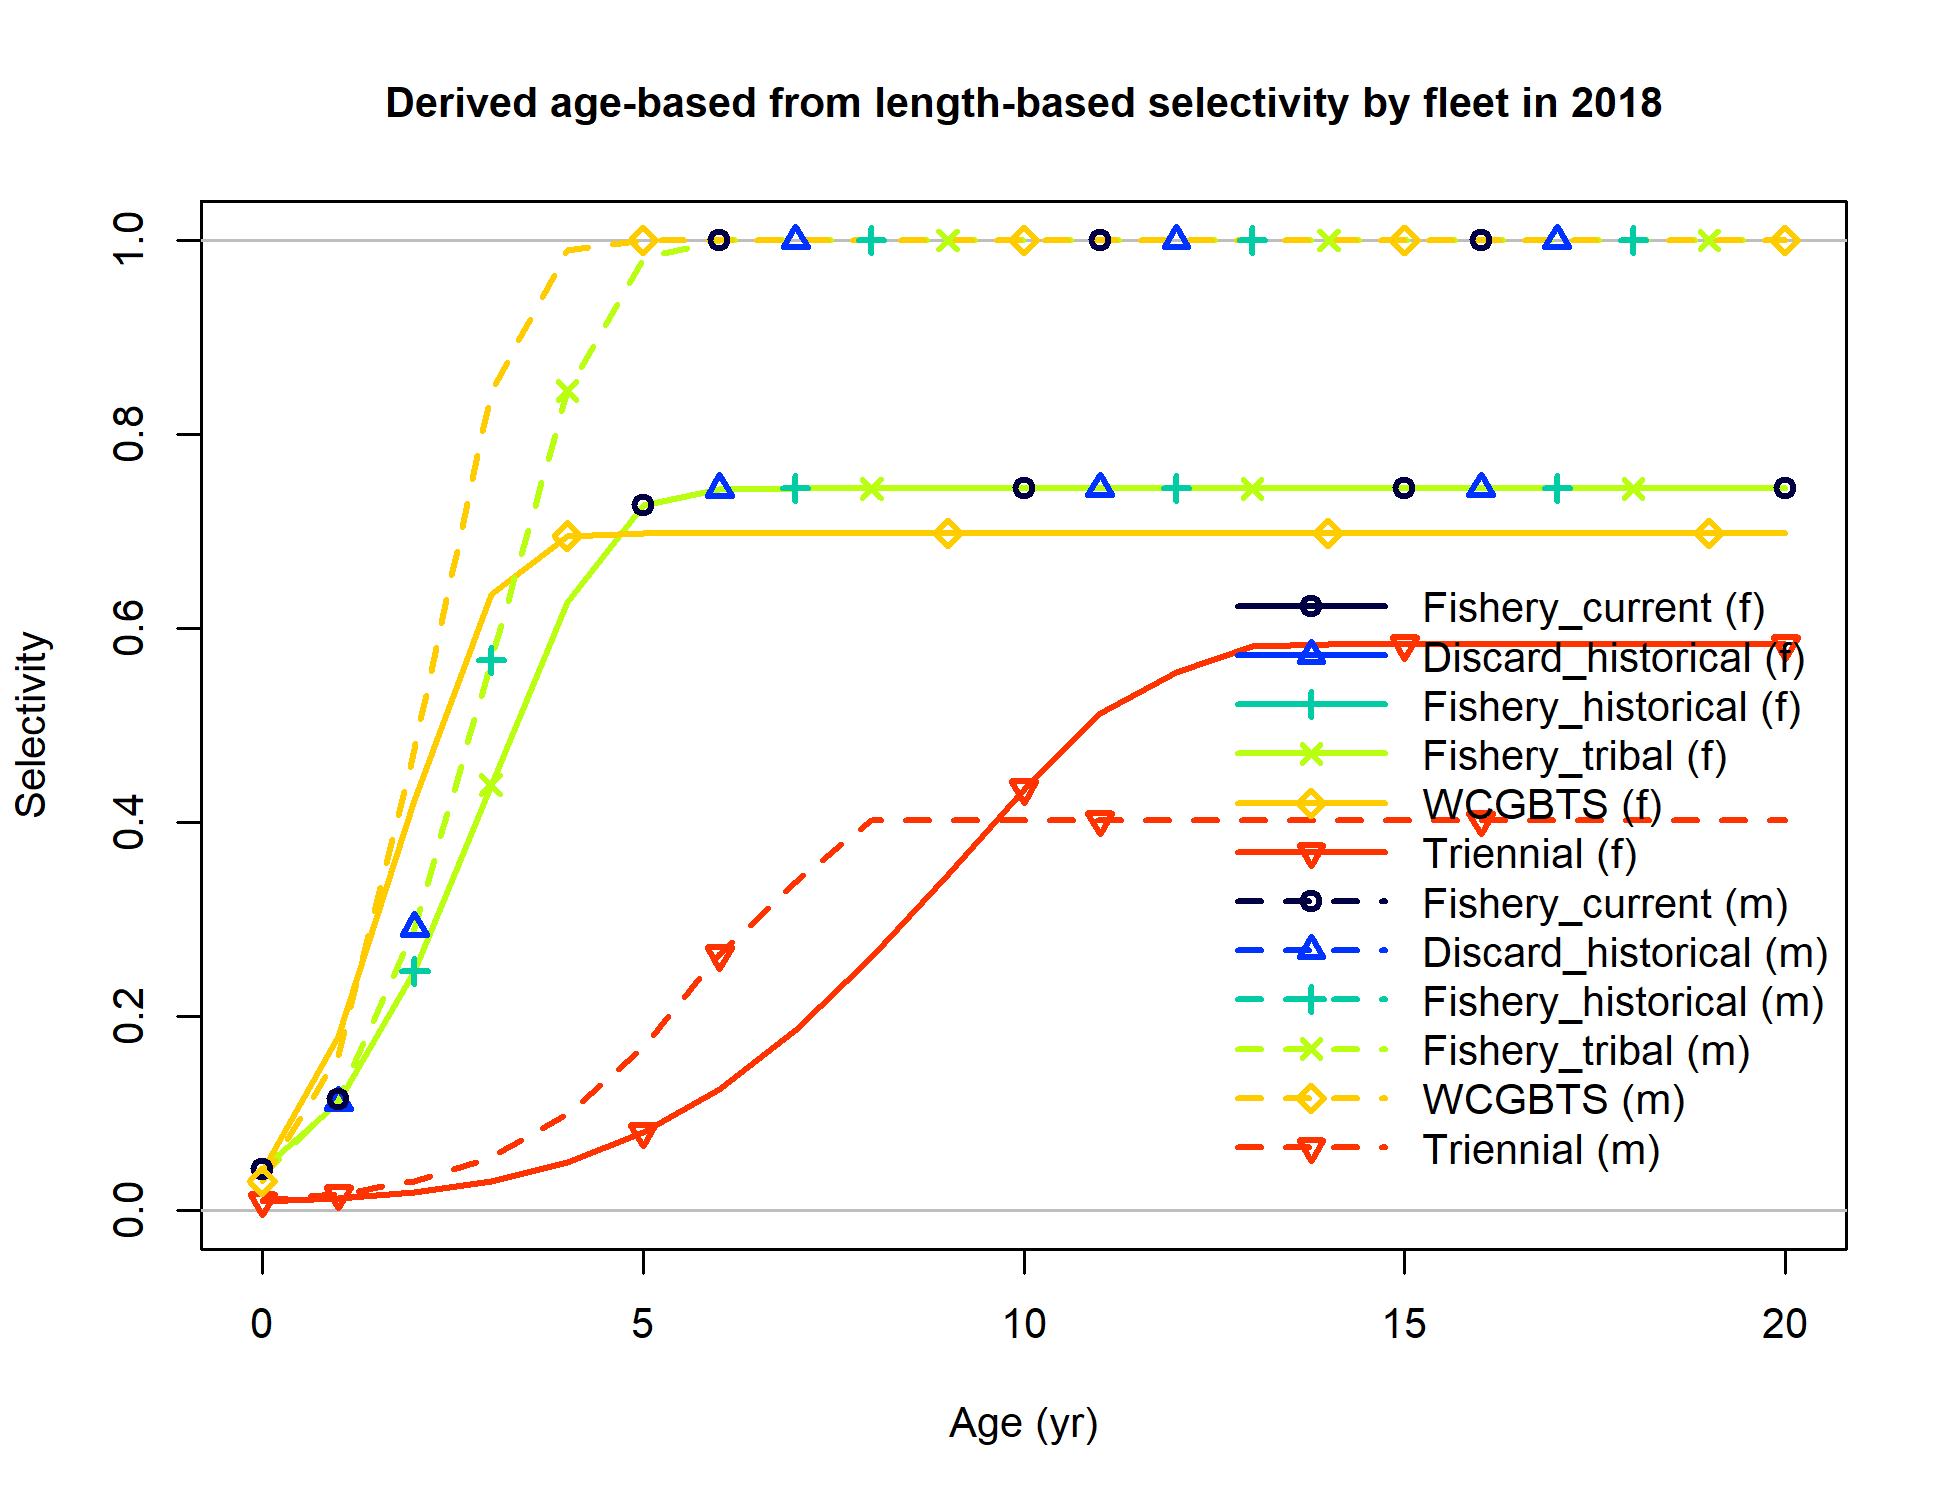 Derived age-based from length-based selectivity by fleet in 2018
Selectivity
1.0
0.8
0.6
0.4
0.2
0.0
Fishery_current (f)
Discard_historical (f)
Fishery_historical (f)
Fishery_tribal (f)
WCGBTS (f)
Triennial (f)
Fishery_current (m)
Discard_historical (m)
Fishery_historical (m)
Fishery_tribal (m)
WCGBTS (m)
Triennial (m)
0 5 10 15 20
Age (yr)